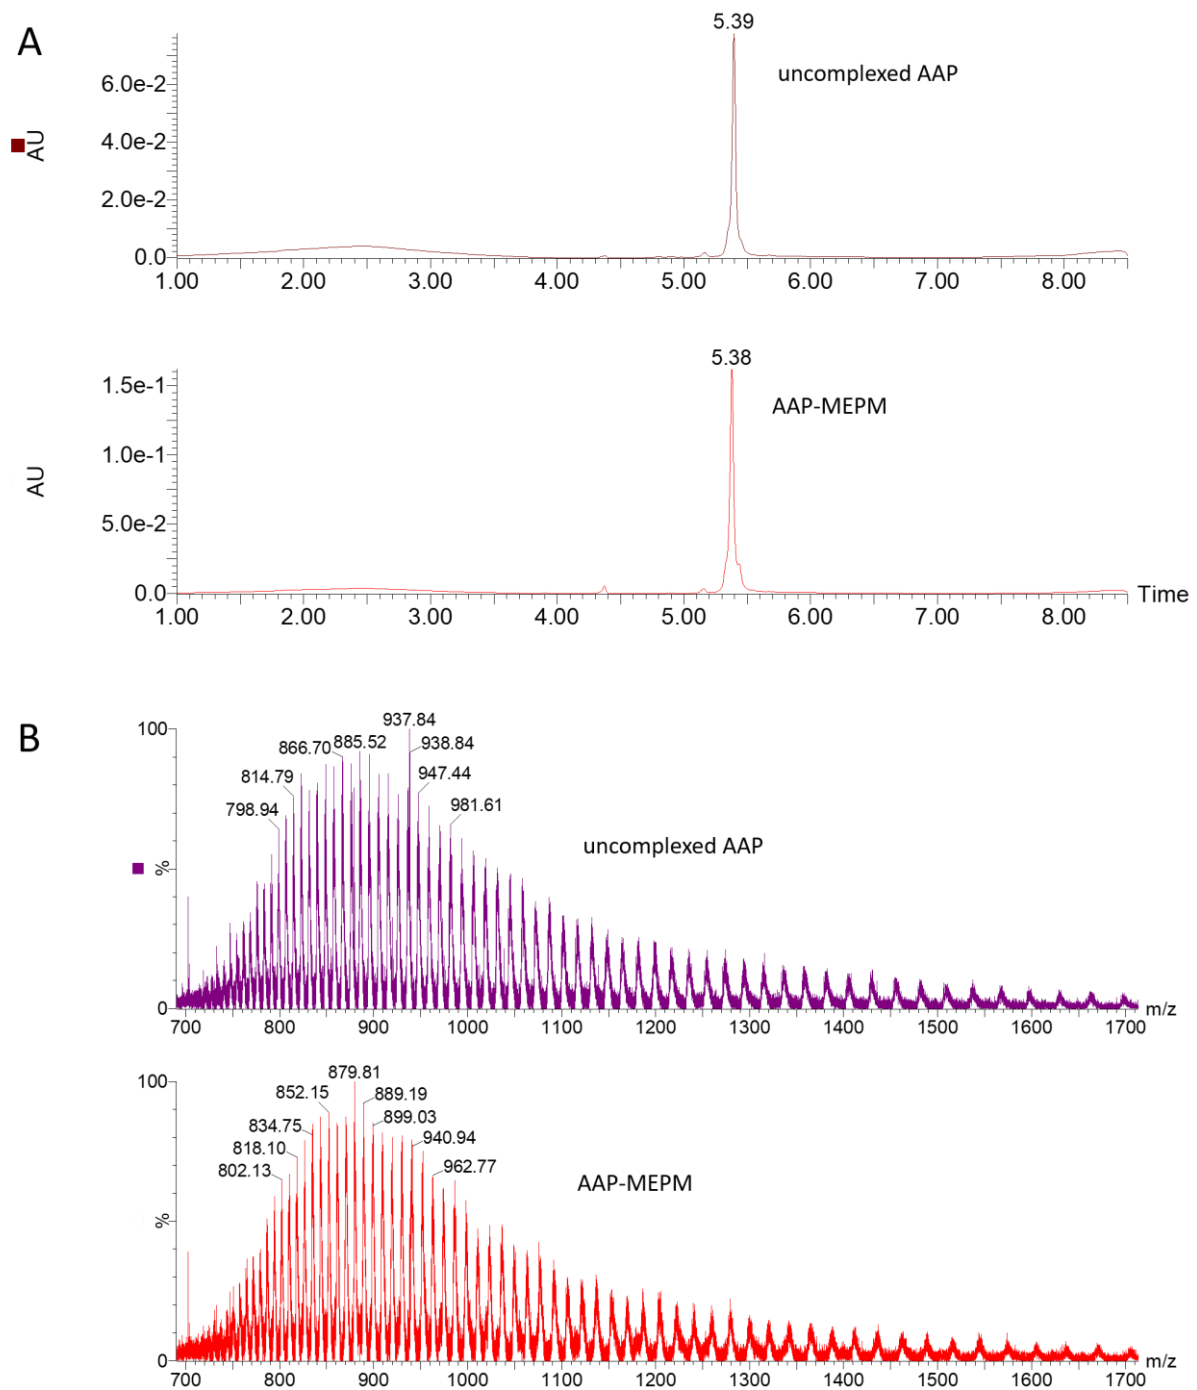 A
5.39
uncomplexed AAP
AU
6.0e-2
4.0e-2
2.0e-2
0.0
1.00 2.00 3.00 4.00 5.00 6.00 7.00 8.00
5.38
AAP-MEPM
AU
1.5e-1
1.0e-1
5.0e-2
0.0
Time
1.00 2.00 3.00 4.00 5.00 6.00 7.00 8.00
B
100
%
0
937.84
866.70 885.52 938.84
814.79 947.44
798.94 981.61
uncomplexed AAP
m/z
700 800 900 1000 1100 1200 1300 1400 1500 1600 1700
100
%
0
879.81
852.15 889.19
834.75 899.03
818.10 940.94
802.13 962.77
AAP-MEPM
m/z
700 800 900 1000 1100 1200 1300 1400 1500 1600 1700